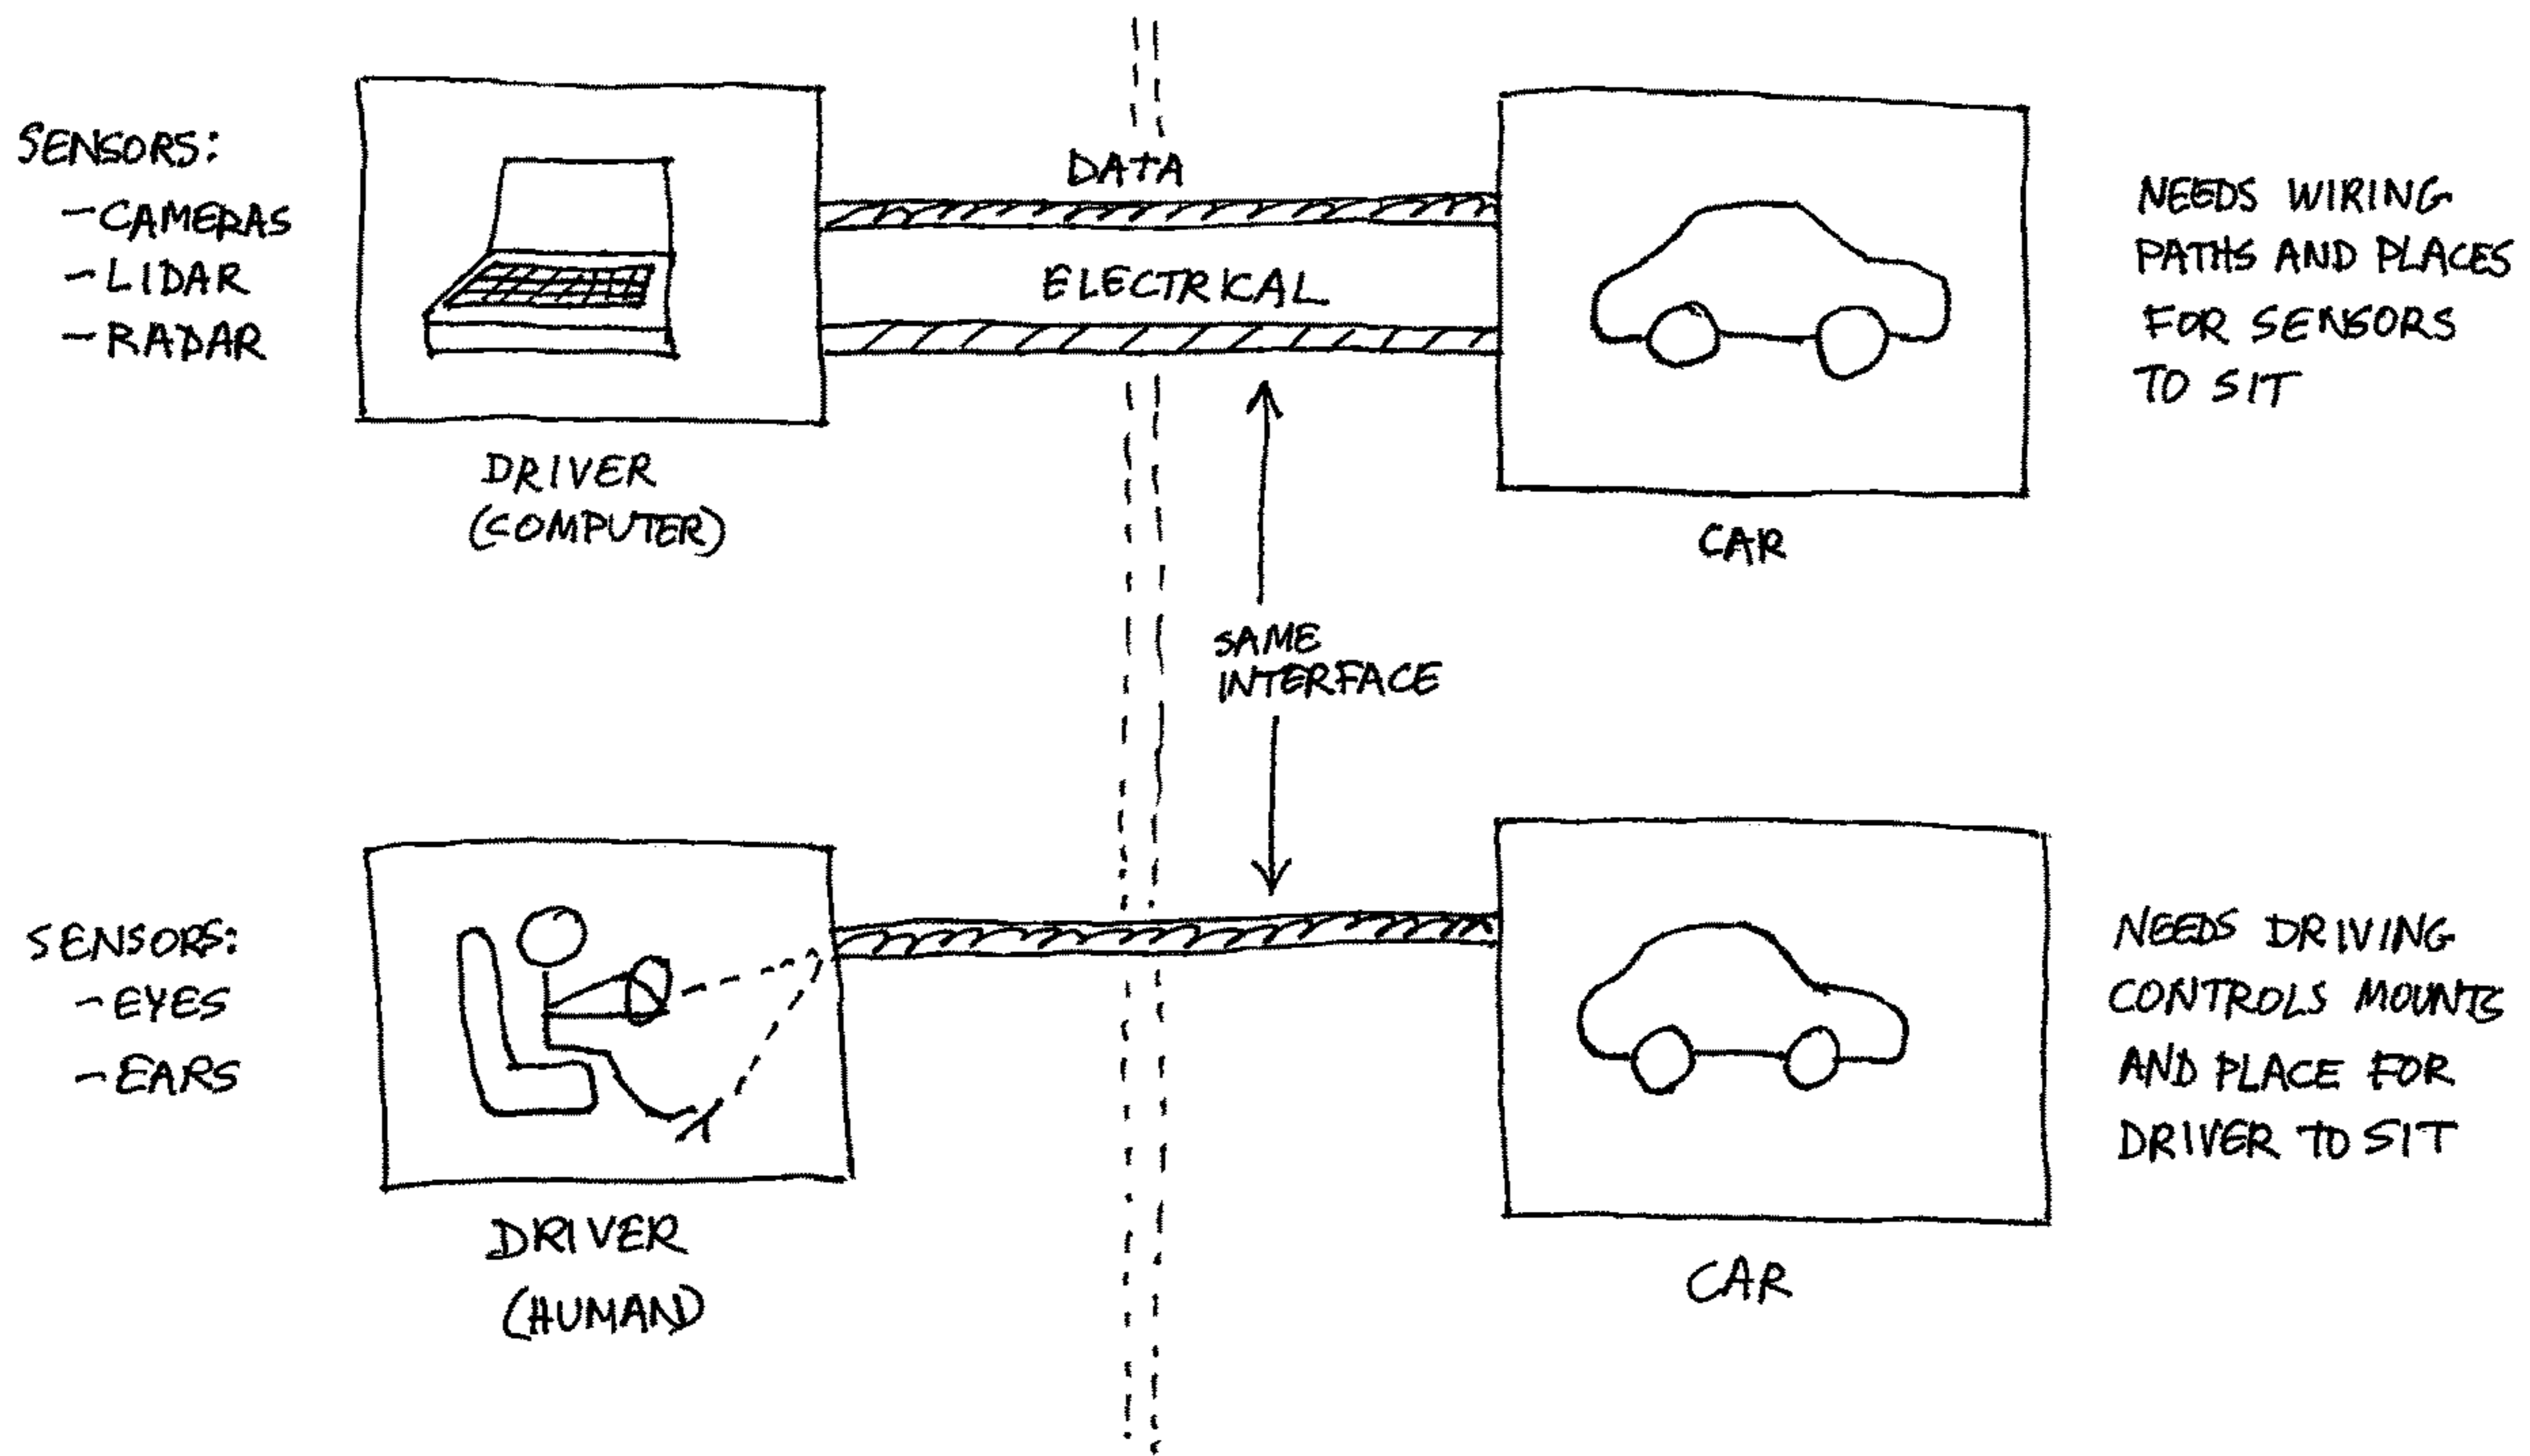 SENSORS:
- CAMERAS
- LIDAR
- RADAR
DRIVER
(COMPUTER)
DATA
ELECTRICAL
CAR
NEEDS WIRING
PATHS AND PLACES
FOR SENSORS
TO SIT
SAME
INTERFACE
SENSORS:
- EYES
- EARS
DRIVER
(HUMAN)
CAR
NEEDS DRIVING
CONTROLS MOUNTS
AND PLACE FOR
DRIVER TO SIT